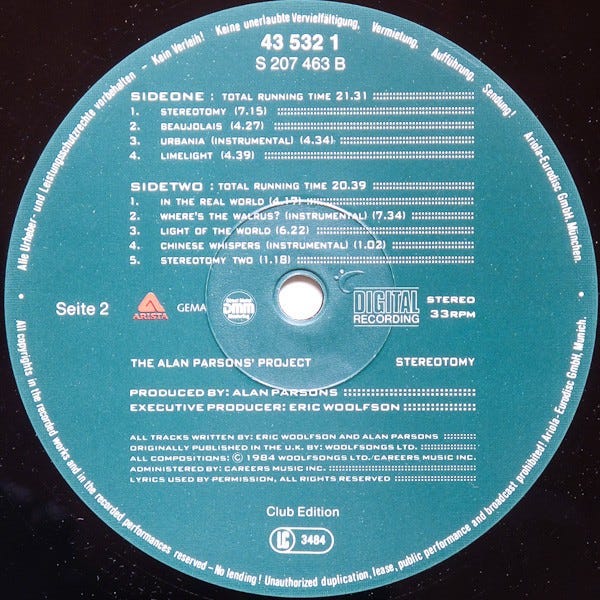 Alle Urheber- und Leistungsschutzrechte vorbehalten - Kein Verleih! Keine unerlaubte Vervielfältigung, Vermietung, Aufführung, Sendung! Ariola-Eurodisc GmbH, München.
43 532 1
S 207 463 B
SIDEONE : TOTAL RUNNING TIME 21.31
1. STEREOTOMY (7.15)
2. BEAUJOLAIS (4.27)
3. URBANIA (INSTRUMENTAL) (4.34)
4. LIMELIGHT (4.39)
SIDETWO : TOTAL RUNNING TIME 20.39
1. IN THE REAL WORLD (4.17)
2. WHERE'S THE WALRUS? (INSTRUMENTAL) (7.34)
3. LIGHT OF THE WORLD (6.22)
4. CHINESE WHISPERS (INSTRUMENTAL) (1.02)
5. STEREOTOMY TWO (1.18)
Seite 2
ARISTA
GEMA
Direct Metal
DMM
Mastering
DIGITAL
RECORDING
STEREO
33RPM
THE ALAN PARSONS' PROJECT STEREOTOMY
PRODUCED BY: ALAN PARSONS
EXECUTIVE PRODUCER: ERIC WOOLFSON
ALL TRACKS WRITTEN BY: ERIC WOOLFSON AND ALAN PARSONS
ORIGINALLY PUBLISHED IN THE U.K. BY: WOOLFSONGS LTD.
ALL COMPOSITIONS: © 1984 WOOLFSONGS LTD./CAREERS MUSIC INC.
ADMINISTERED BY: CAREERS MUSIC INC.
LYRICS USED BY PERMISSION, ALL RIGHTS RESERVED
Club Edition
LC 3484
All copyrights in the recorded works and in the recorded performances reserved - No lending! Unauthorized duplication, lease, public performance and broadcast prohibited! Ariola-Eurodisc GmbH, Munich.